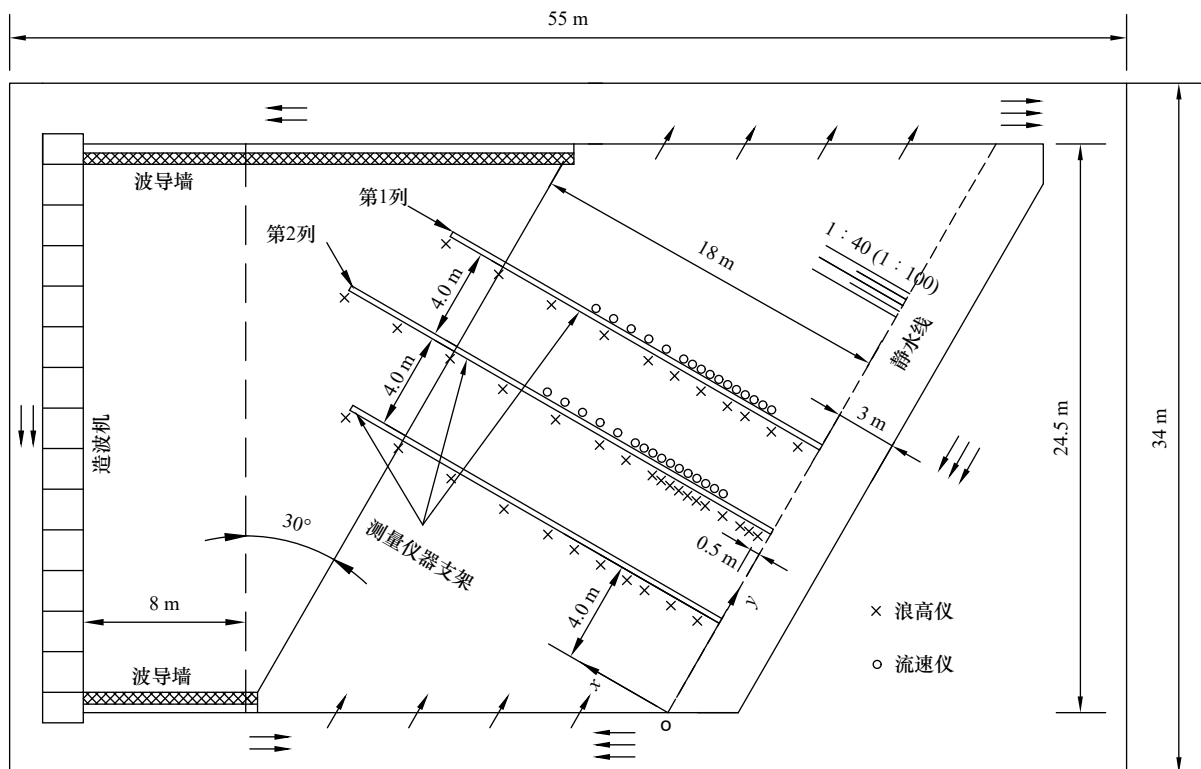 55 m
波导墙
第1列
第2列
18 m
1：40 (1：100)
4.0 m
静水线
4.0 m
3 m
造波机
24.5 m
34 m
30°
测量仪器支架
0.5 m
8 m
4.0 m
y
× 浪高仪
波导墙
x
○ 流速仪
o